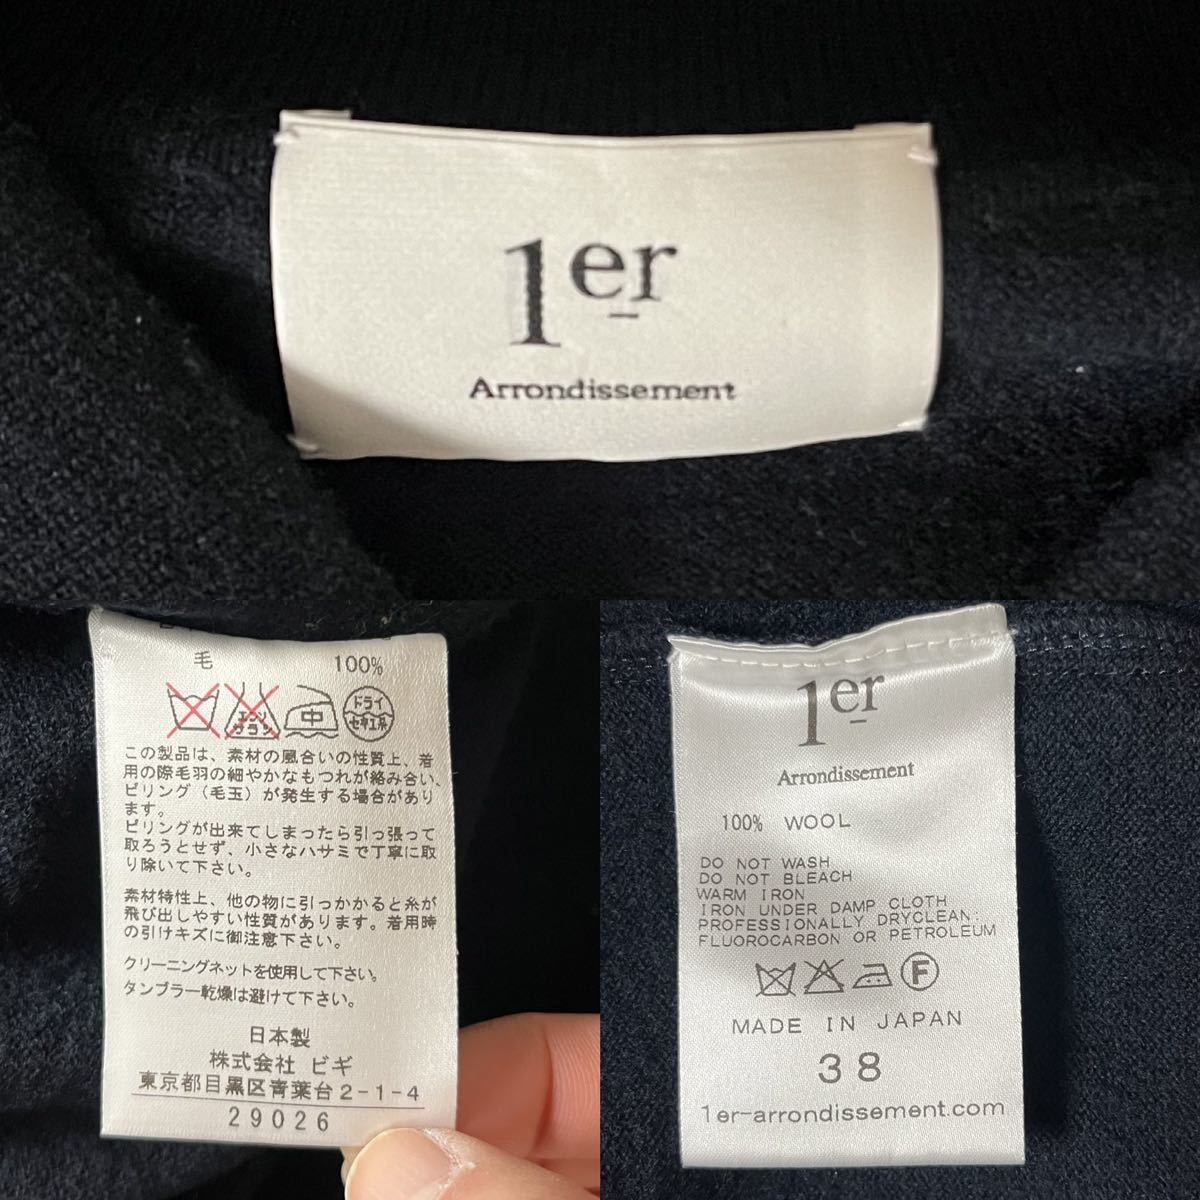 1er
Arrondissement
毛 100%
エンソ
サラシ
中
ドライ
セキユ系
この製品は、素材の風合いの性質上、着
用の際毛羽の細やかなもつれが絡み合い、
ピリング（毛玉）が発生する場合があり
ます。
ピリングが出来てしまったら引っ張って
取ろうとせず、小さなハサミで丁寧に取
り除いて下さい。
素材特性上、他の物に引っかかると糸が
飛び出しやすい性質があります。着用時
の引けキズに御注意下さい。
クリーニングネットを使用して下さい。
タンブラー乾燥は避けて下さい。
日本製
株式会社 ビギ
東京都目黒区青葉台2-1-4
29026
1er
Arrondissement
100% WOOL
DO NOT WASH
DO NOT BLEACH
WARM IRON
IRON UNDER DAMP CLOTH
PROFESSIONALLY DRYCLEAN:
FLUOROCARBON OR PETROLEUM
F
MADE IN JAPAN
38
1er-arrondissement.com